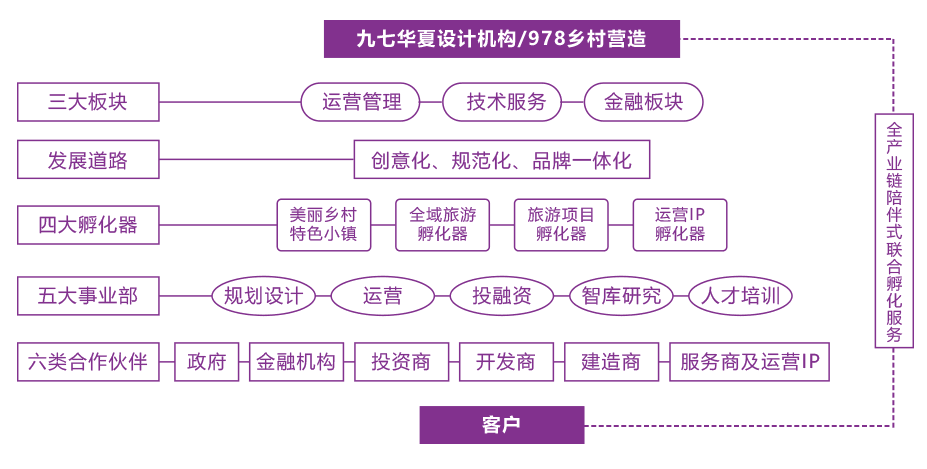 九七华夏设计机构/978乡村营造
三大板块
运营管理
技术服务
金融板块
发展道路
创意化、规范化、品牌一体化
四大孵化器
美丽乡村
特色小镇
全域旅游
孵化器
旅游项目
孵化器
运营IP
孵化器
五大事业部
规划设计
运营
投融资
智库研究
人才培训
六类合作伙伴
政府
金融机构
投资商
开发商
建造商
服务商及运营IP
全产业链陪伴式联合孵化服务
客户